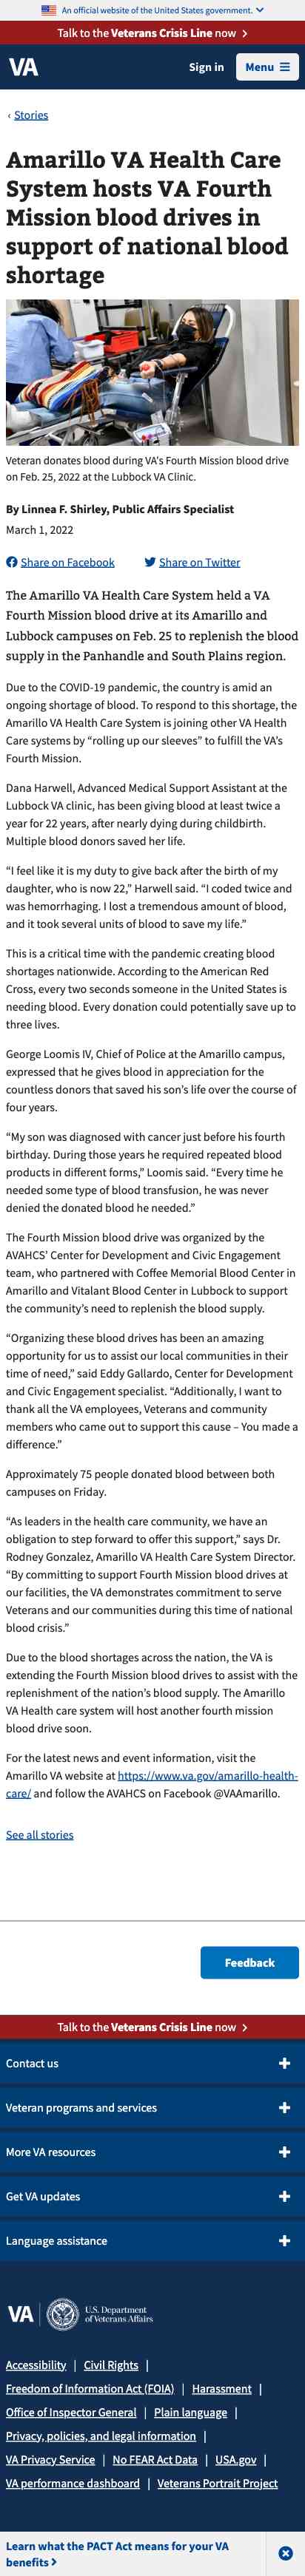 An official website of the United States government.
Talk to the Veterans Crisis Line now
VA
Sign in
Menu
‹ Stories
Amarillo VA Health Care
System hosts VA Fourth
Mission blood drives in
support of national blood
shortage
Veteran donates blood during VA's Fourth Mission blood drive
on Feb. 25, 2022 at the Lubbock VA Clinic.
By Linnea F. Shirley, Public Affairs Specialist
March 1, 2022
Share on Facebook
Share on Twitter
The Amarillo VA Health Care System held a VA
Fourth Mission blood drive at its Amarillo and
Lubbock campuses on Feb. 25 to replenish the blood
supply in the Panhandle and South Plains region.
Due to the COVID-19 pandemic, the country is amid an
ongoing shortage of blood. To respond to this shortage, the
Amarillo VA Health Care System is joining other VA Health
Care systems by “rolling up our sleeves” to fulfill the VA’s
Fourth Mission.
Dana Harwell, Advanced Medical Support Assistant at the
Lubbock VA clinic, has been giving blood at least twice a
year for 22 years, after nearly dying during childbirth.
Multiple blood donors saved her life.
“I feel like it is my duty to give back after the birth of my
daughter, who is now 22,” Harwell said. “I coded twice and
was hemorrhaging. I lost a tremendous amount of blood,
and it took several units of blood to save my life.”
This is a critical time with the pandemic creating blood
shortages nationwide. According to the American Red
Cross, every two seconds someone in the United States is
needing blood. Every donation could potentially save up to
three lives.
George Loomis IV, Chief of Police at the Amarillo campus,
expressed that he gives blood in appreciation for the
countless donors that saved his son’s life over the course of
four years.
“My son was diagnosed with cancer just before his fourth
birthday. During those years he required repeated blood
products in different forms,” Loomis said. “Every time he
needed some type of blood transfusion, he was never
denied the donated blood he needed.”
The Fourth Mission blood drive was organized by the
AVAHCS’ Center for Development and Civic Engagement
team, who partnered with Coffee Memorial Blood Center in
Amarillo and Vitalant Blood Center in Lubbock to support
the community’s need to replenish the blood supply.
“Organizing these blood drives has been an amazing
opportunity for us to assist our local communities in their
time of need,” said Eddy Gallardo, Center for Development
and Civic Engagement specialist. “Additionally, I want to
thank all the VA employees, Veterans and community
members who came out to support this cause – You made a
difference.”
Approximately 75 people donated blood between both
campuses on Friday.
“As leaders in the health care community, we have an
obligation to step forward to offer this support,” says Dr.
Rodney Gonzalez, Amarillo VA Health Care System Director.
“By committing to support Fourth Mission blood drives at
our facilities, the VA demonstrates commitment to serve
Veterans and our communities during this time of national
blood crisis.”
Due to the blood shortages across the nation, the VA is
extending the Fourth Mission blood drives to assist with the
replenishment of the nation’s blood supply. The Amarillo
VA Health care system will host another fourth mission
blood drive soon.
For the latest news and event information, visit the
Amarillo VA website at https://www.va.gov/amarillo-health-
care/ and follow the AVAHCS on Facebook @VAAmarillo.
See all stories
Feedback
Talk to the Veterans Crisis Line now
Contact us
Veteran programs and services
More VA resources
Get VA updates
Language assistance
VA
U.S. Department
of Veterans Affairs
Accessibility | Civil Rights |
Freedom of Information Act (FOIA) | Harassment |
Office of Inspector General | Plain language |
Privacy, policies, and legal information |
VA Privacy Service | No FEAR Act Data | USA.gov |
VA performance dashboard | Veterans Portrait Project
Learn what the PACT Act means for your VA
benefits